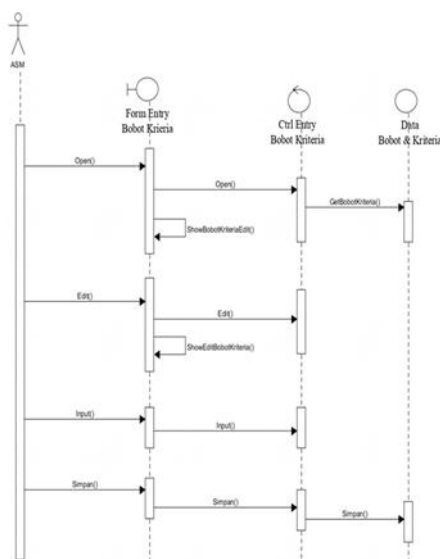 ASM
Form Entry
Bobot Krieria
Ctrl Entry
Bobot Kriteria
Data
Bobot & Kriteria
Open()
Open()
GetBobotKriteria()
ShowBobotKriteriaEdit()
Edit()
Edit()
ShowEditBobotKriteria()
Input()
Input()
Simpan()
Simpan()
Simpan()